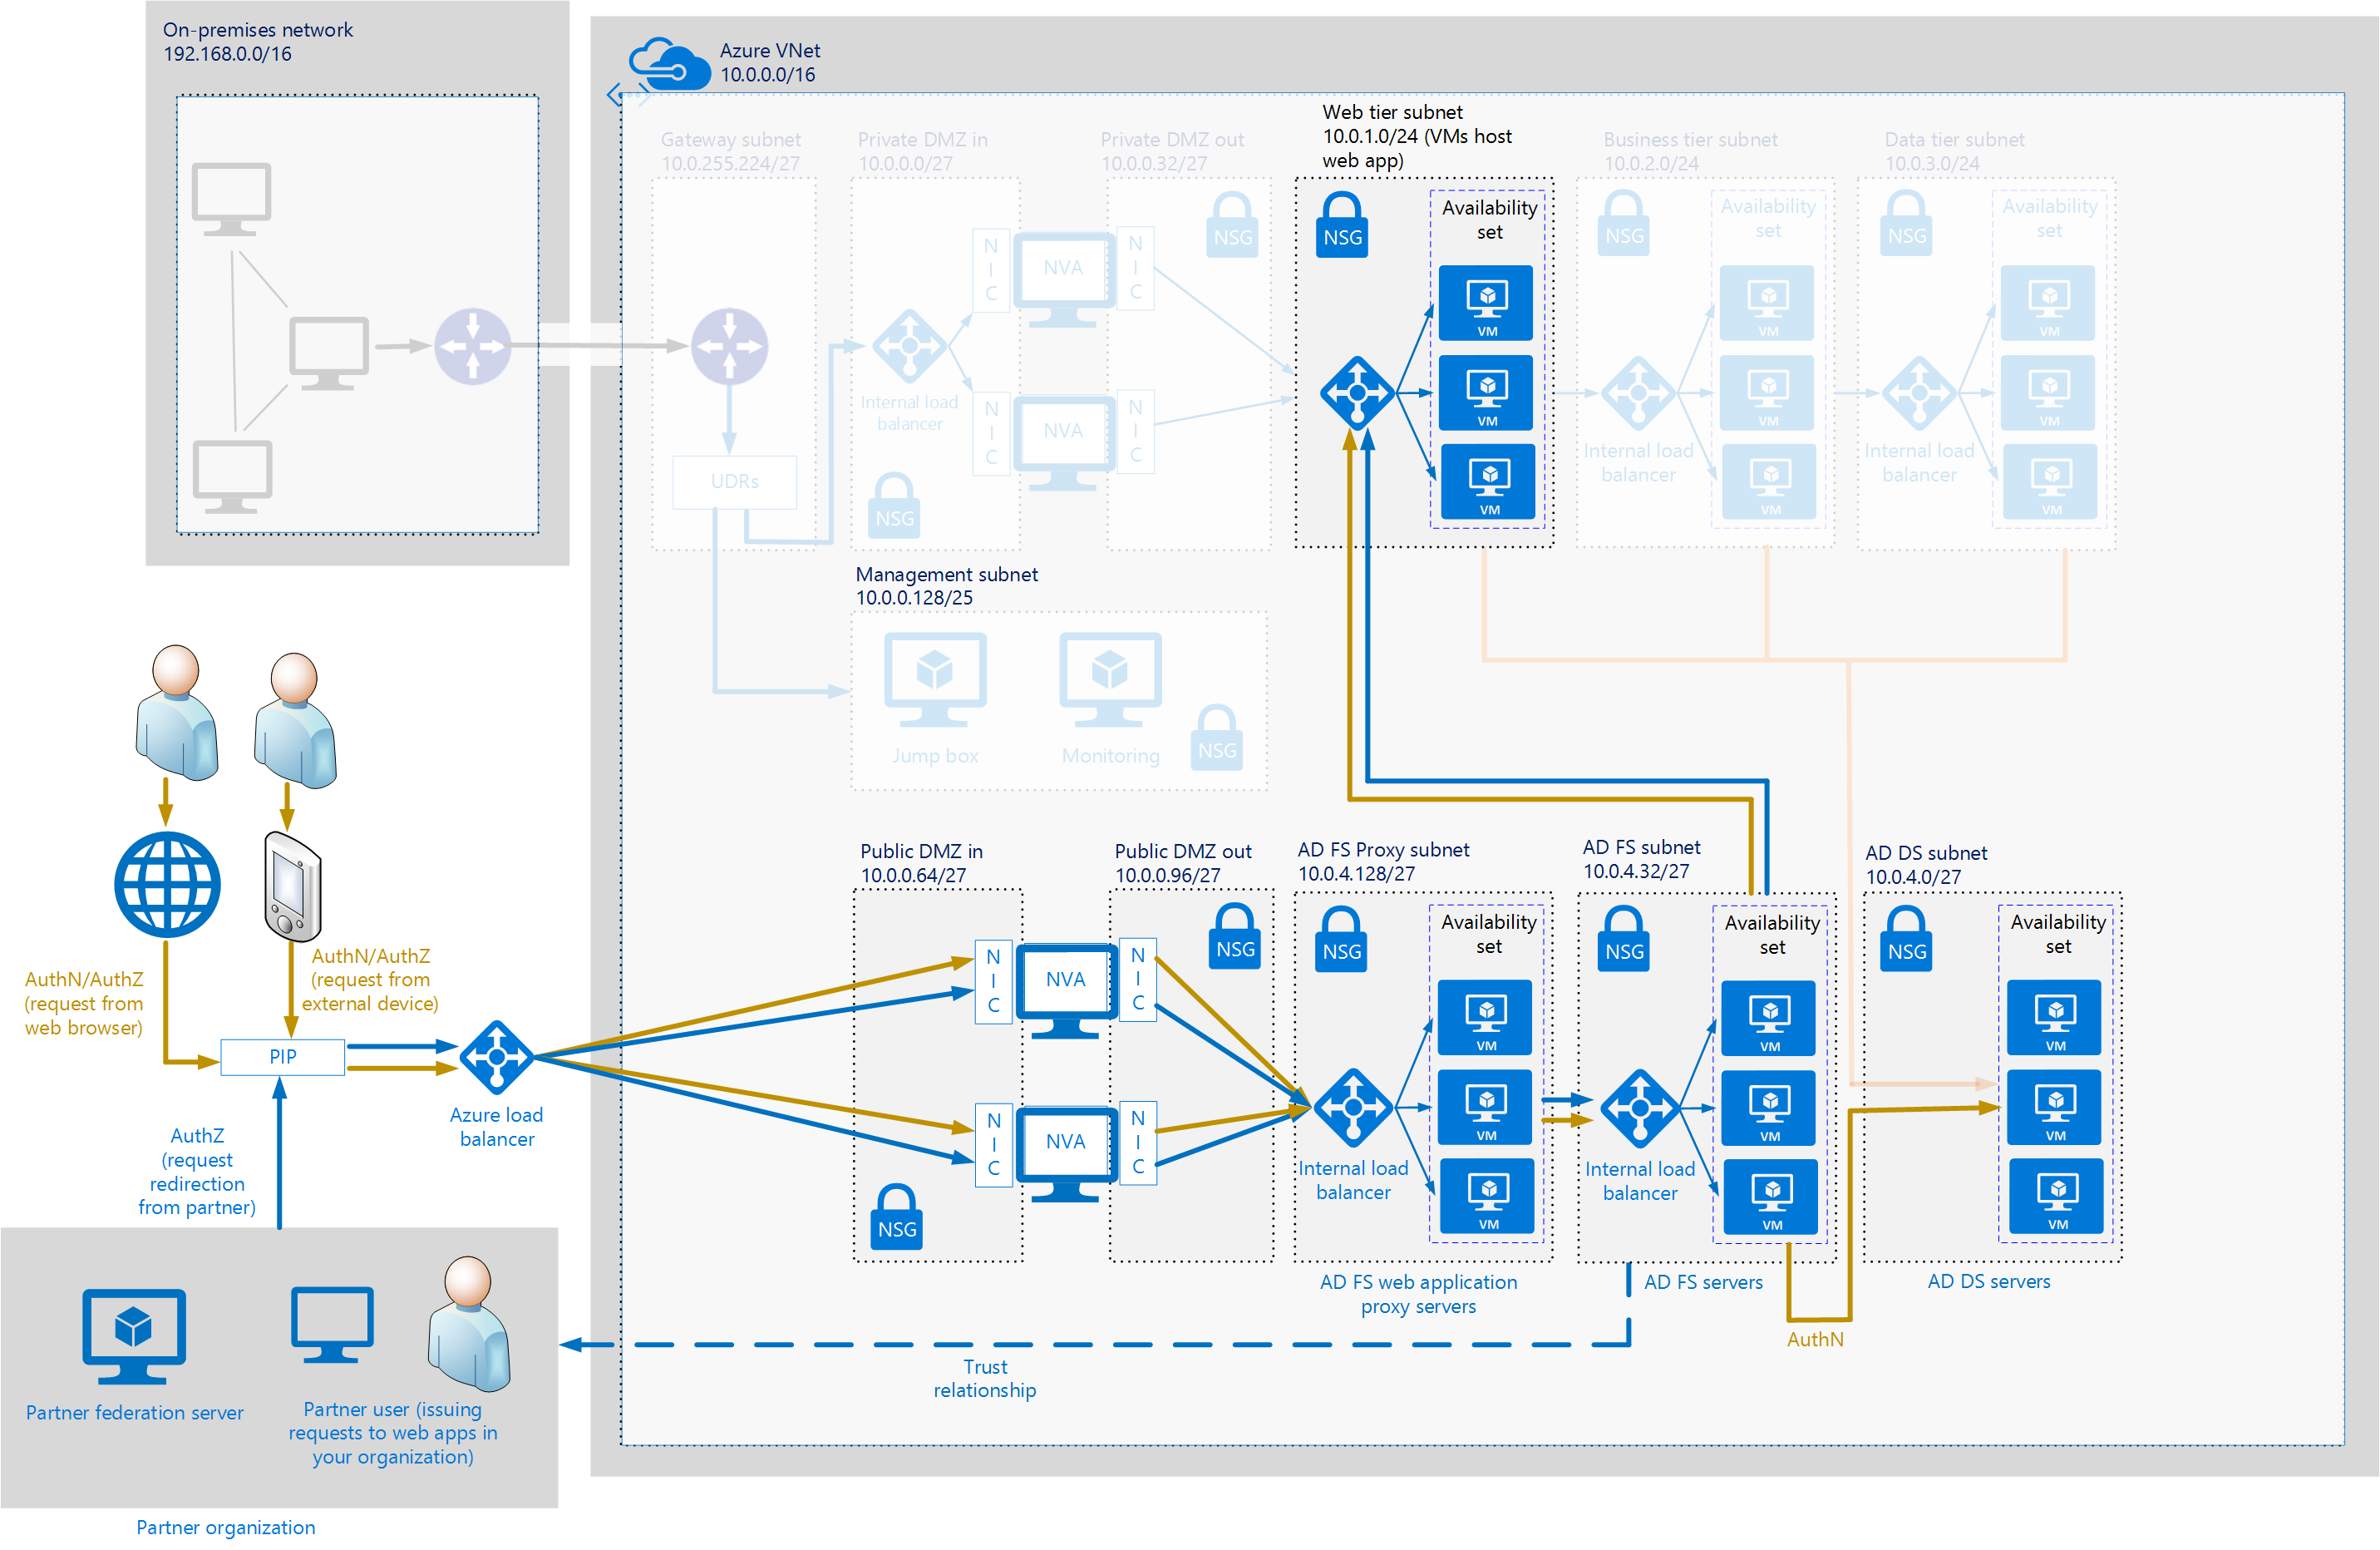 On-premises network
192.168.0.0/16
Azure VNet
10.0.0.0/16
Gateway subnet
10.0.255.224/27
Private DMZ in
10.0.0.0/27
Private DMZ out
10.0.0.32/27
Web tier subnet
10.0.1.0/24 (VMs host
web app)
Business tier subnet
10.0.2.0/24
Data tier subnet
10.0.3.0/24
UDRs
Internal load
balancer
NSG
N
I
C
NVA
N
I
C
N
I
C
NVA
N
I
C
NSG
NSG
Availability
set
VM
VM
VM
NSG
Availability
set
VM
VM
VM
Internal load
balancer
NSG
Availability
set
VM
VM
VM
Internal load
balancer
Management subnet
10.0.0.128/25
Jump box
Monitoring
NSG
AuthN/AuthZ
(request from
web browser)
AuthN/AuthZ
(request from
external device)
PIP
Azure load
balancer
AuthZ
(request
redirection
from partner)
Public DMZ in
10.0.0.64/27
Public DMZ out
10.0.0.96/27
AD FS Proxy subnet
10.0.4.128/27
AD FS subnet
10.0.4.32/27
AD DS subnet
10.0.4.0/27
N
I
C
NVA
N
I
C
N
I
C
NVA
N
I
C
NSG
NSG
NSG
Availability
set
VM
VM
VM
Internal load
balancer
NSG
Availability
set
VM
VM
VM
Internal load
balancer
NSG
Availability
set
VM
VM
VM
AD FS web application
proxy servers
AD FS servers
AD DS servers
AuthN
Trust
relationship
Partner federation server
Partner user (issuing
requests to web apps in
your organization)
Partner organization